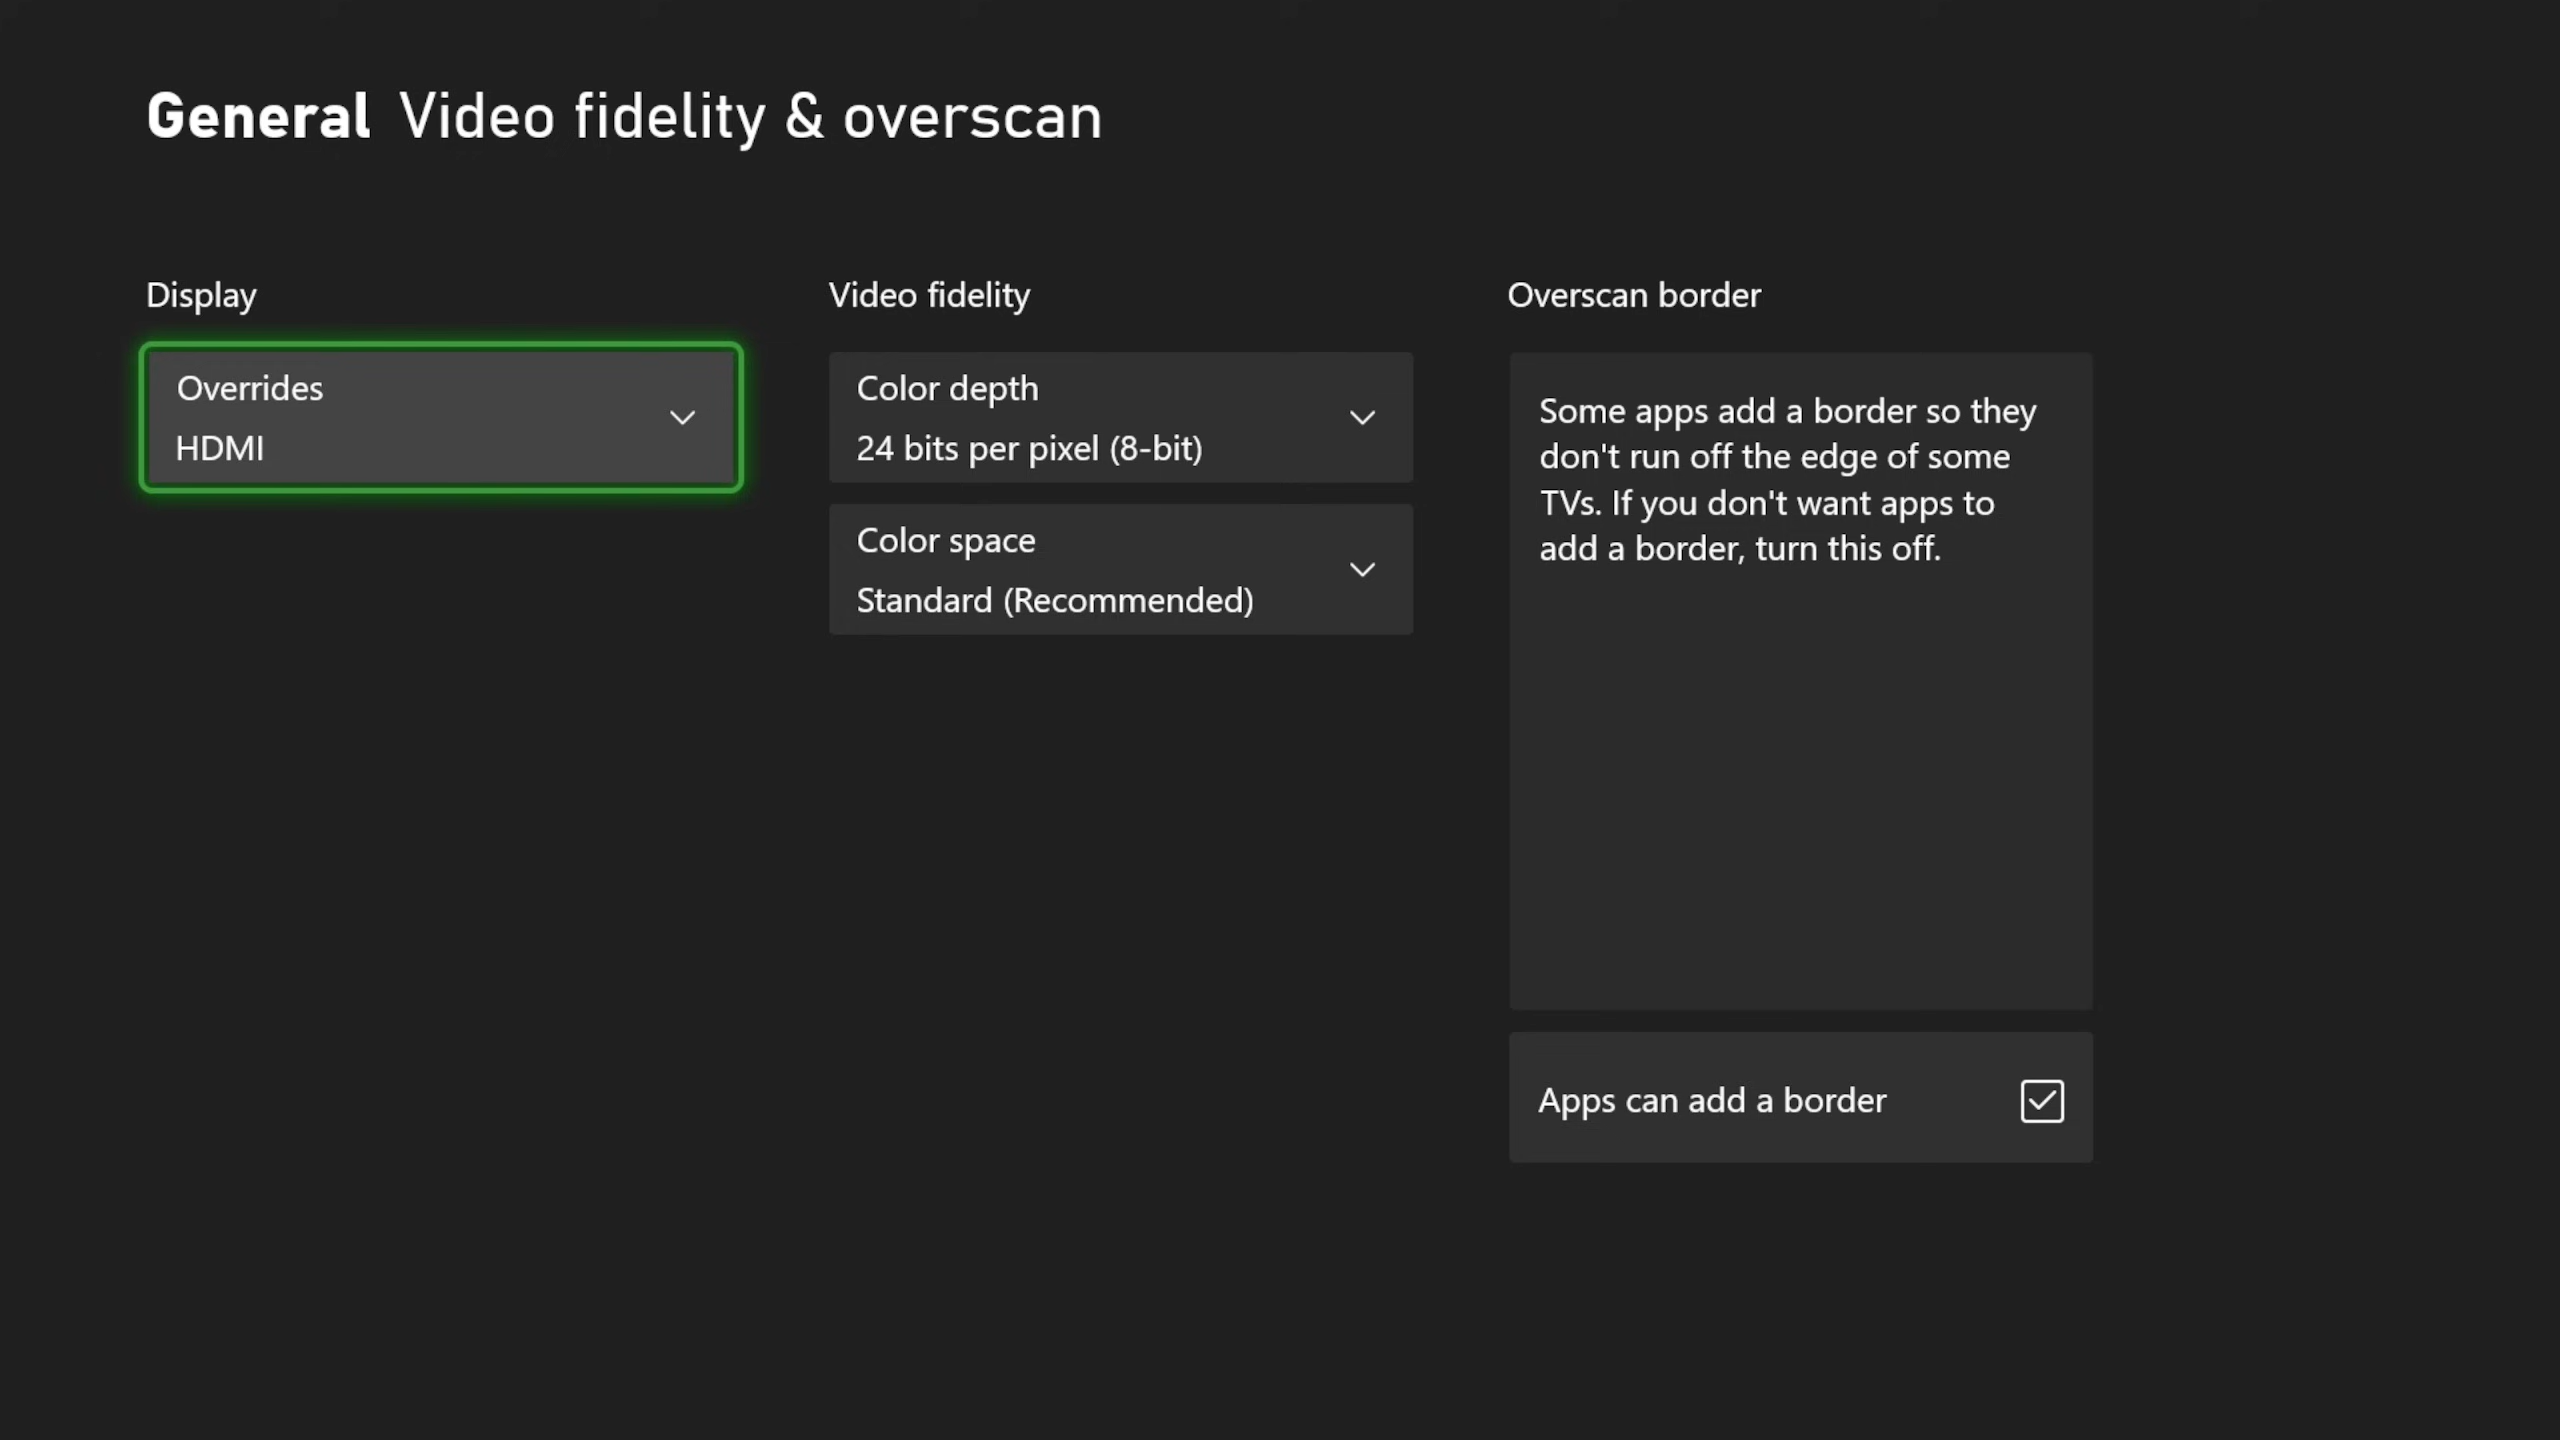 General Video fidelity & overscan
Display
Overrides
HDMI
Video fidelity
Color depth
24 bits per pixel (8-bit)
Color space
Standard (Recommended)
Overscan border
Some apps add a border so they
don't run off the edge of some
TVs. If you don't want apps to
add a border, turn this off.
Apps can add a border